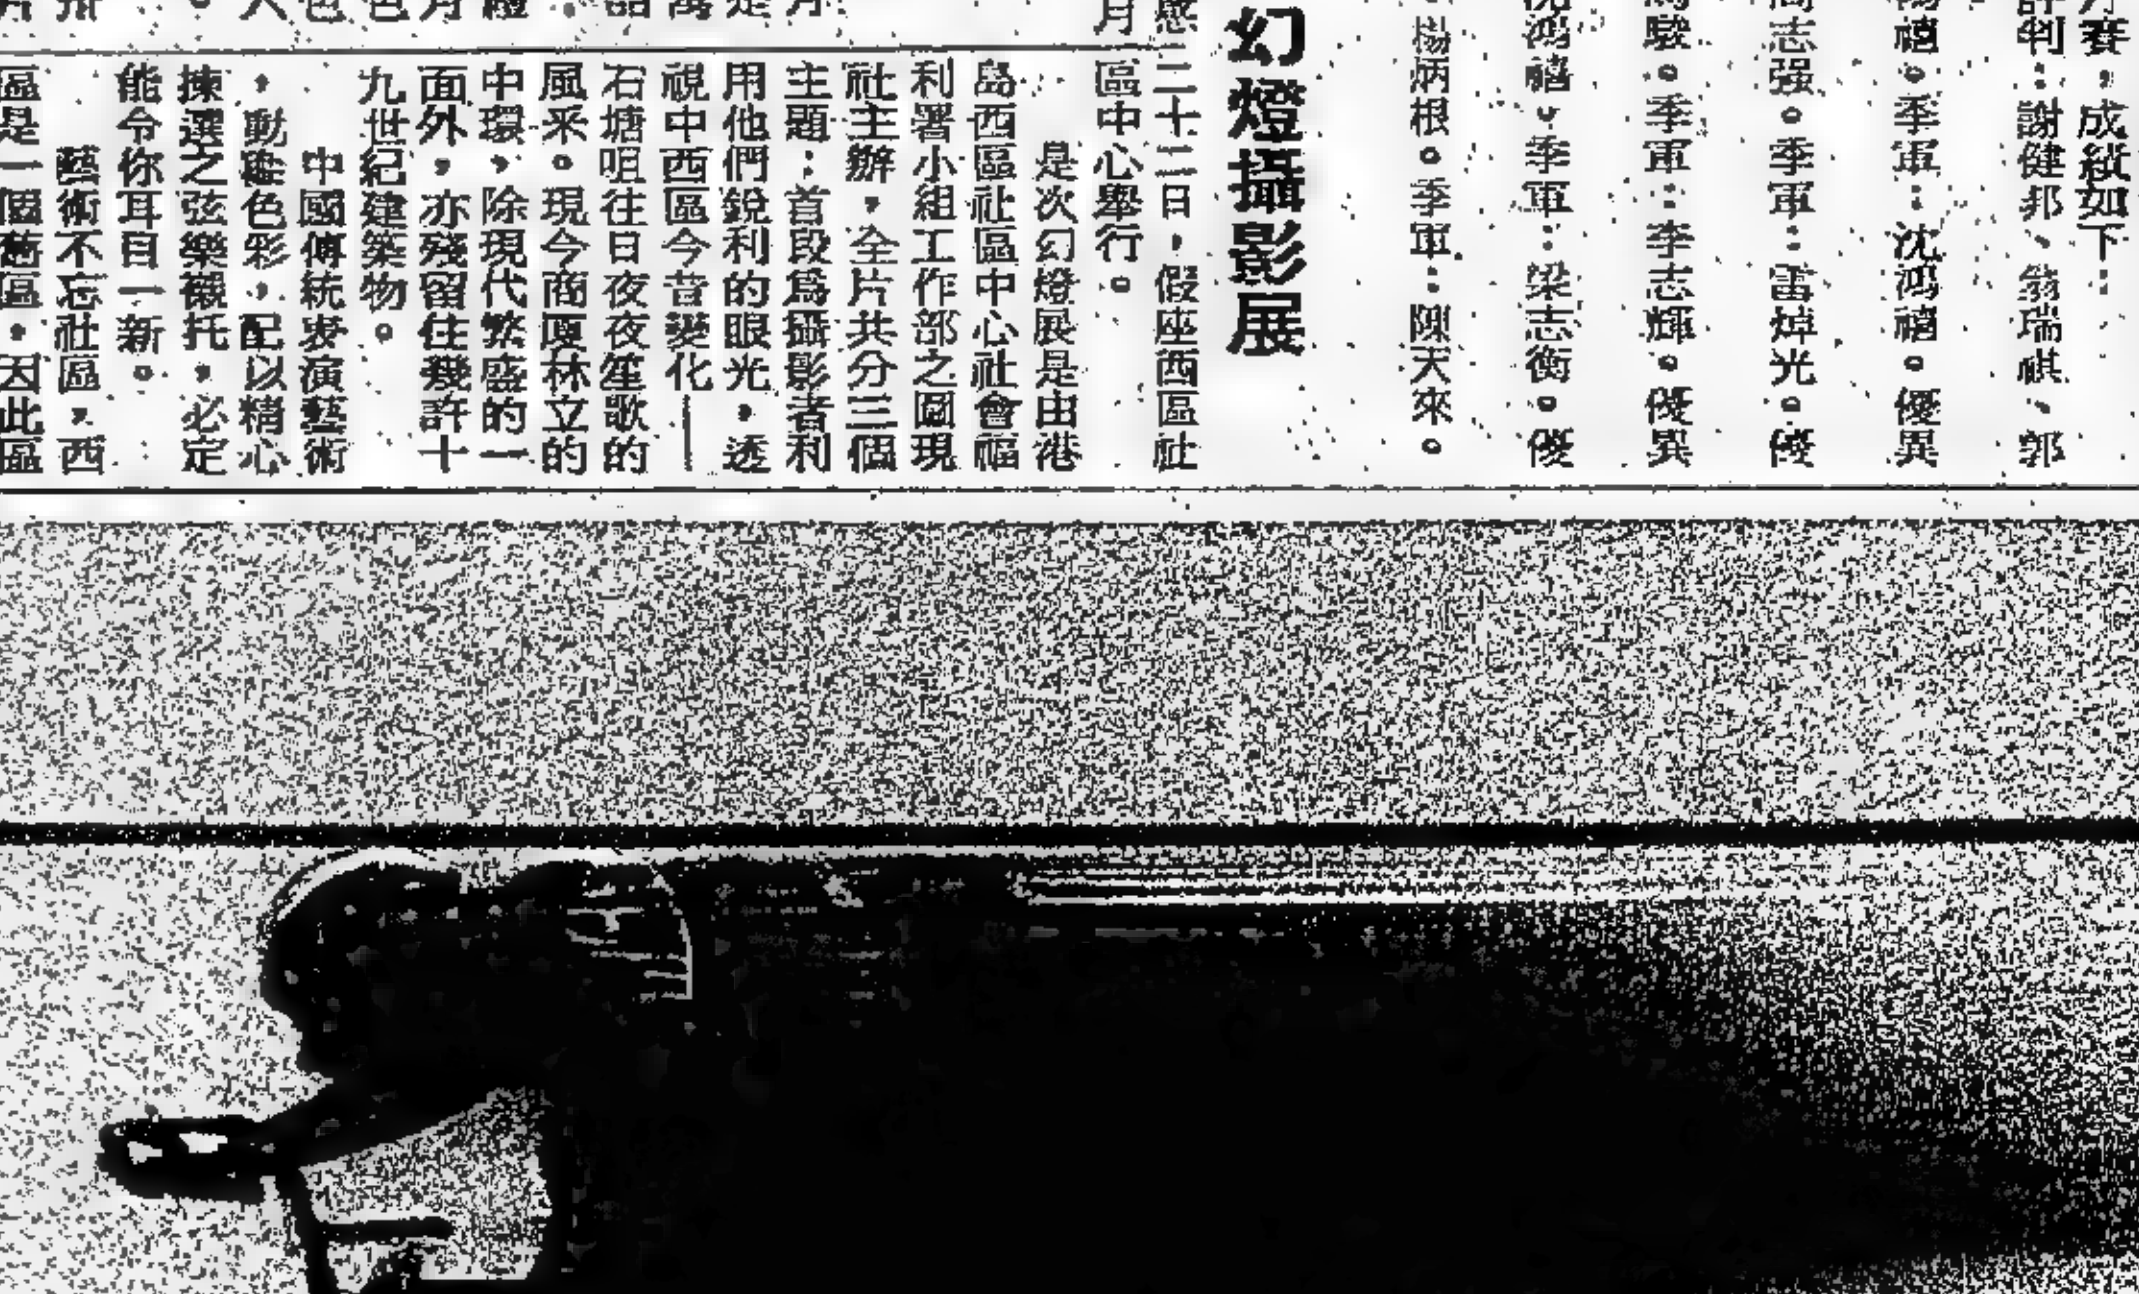 月賽,成績如下:
評判:謝健邦、翁瑞祺、郭
鴻禧。季軍:沈鴻禧。優異
志强。季軍:雷焯光。優
駿。季軍:李志輝。優異
沈鴻禧。季軍:梁志衡。優
楊炳根。季軍:陳天來。
幻燈攝影展
二十三日,假座西區社
月區中心舉行。
是次幻燈展是由港
島西區社區中心社會福
利署小組工作部之圓現
社主辦,全片共分三個
主題:首段爲攝影者利
用他們銳利的眼光,透
視中西區今昔變化—
石塘咀往日夜夜笙歌的
風釆。現今商厦林立的
中環,除現代繁盛的一
面外,亦殘留住幾許十
九世紀建築物。
中國傳統表演藝術
,動聽色彩,配以精心
揀選之弦樂襯托,必定
能令你耳目一新。
藝術不忘社區,西
區是一個舊區,因此區